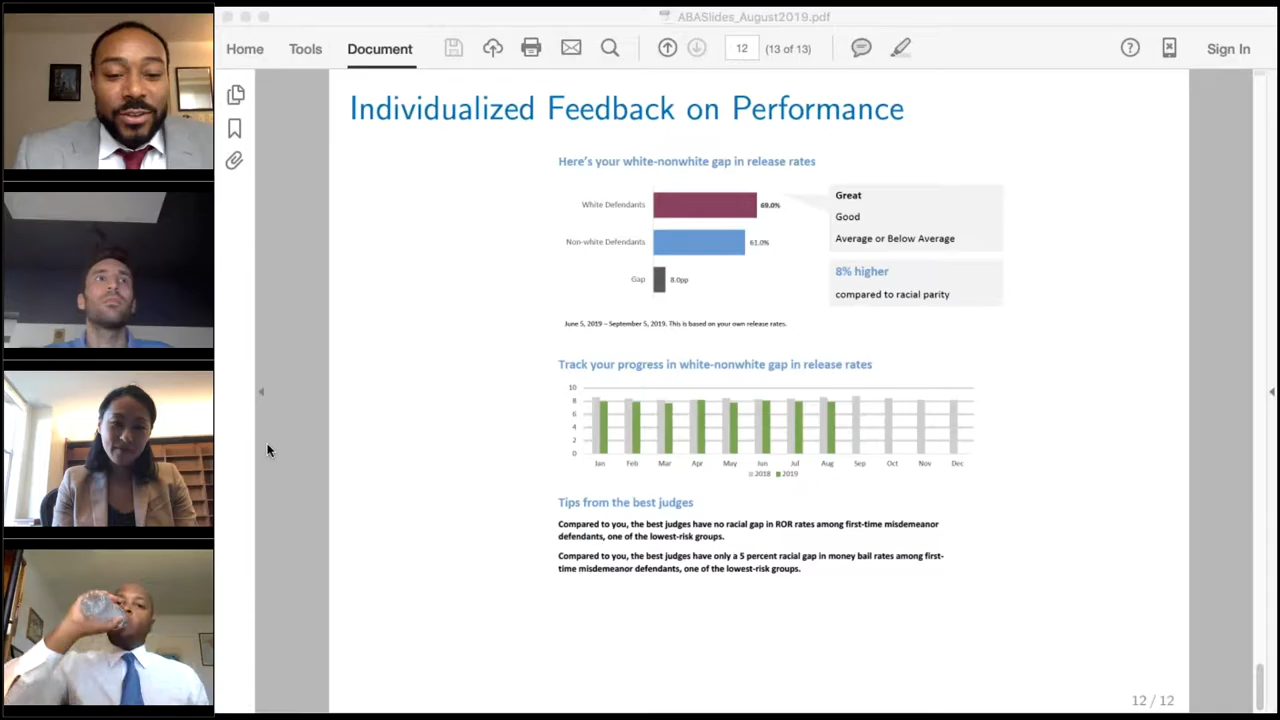 ABASlides_August2019.pdf
Home Tools Document 12 (13 of 13) Sign In
Individualized Feedback on Performance
Here's your white-nonwhite gap in release rates
White Defendants 69.0%
Non-white Defendants 61.0%
Gap 8.0pp
Great
Good
Average or Below Average
8% higher
compared to racial parity
June 5, 2019 – September 5, 2019. This is based on your own release rates.
Track your progress in white-nonwhite gap in release rates
10
8
6
4
2
0
Jan Feb Mar Apr May Jun Jul Aug Sep Oct Nov Dec
2018 2019
Tips from the best judges
Compared to you, the best judges have no racial gap in ROR rates among first-time misdemeanor
defendants, one of the lowest-risk groups.
Compared to you, the best judges have only a 5 percent racial gap in money bail rates among first-
time misdemeanor defendants, one of the lowest-risk groups.
12 / 12